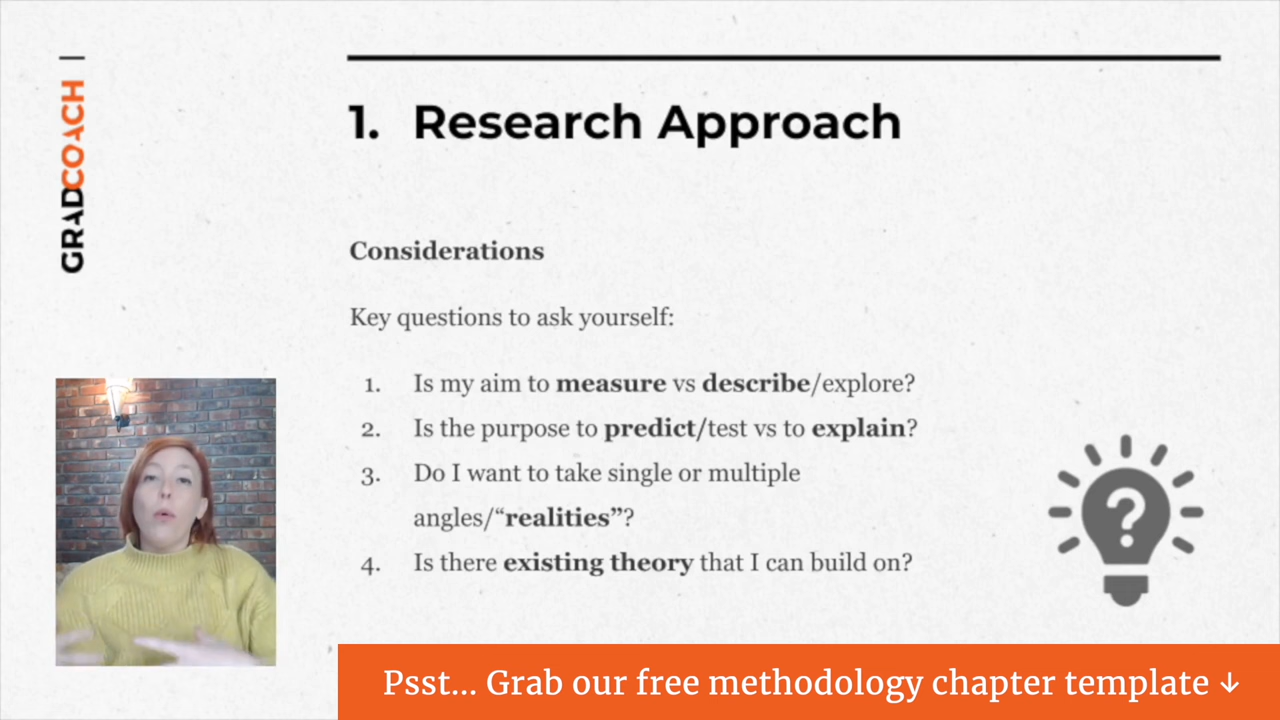 GRADCOACH
1. Research Approach
Considerations
Key questions to ask yourself:
1. Is my aim to measure vs describe/explore?
2. Is the purpose to predict/test vs to explain?
3. Do I want to take single or multiple
angles/“realities”?
4. Is there existing theory that I can build on?
?
Psst... Grab our free methodology chapter template ↓